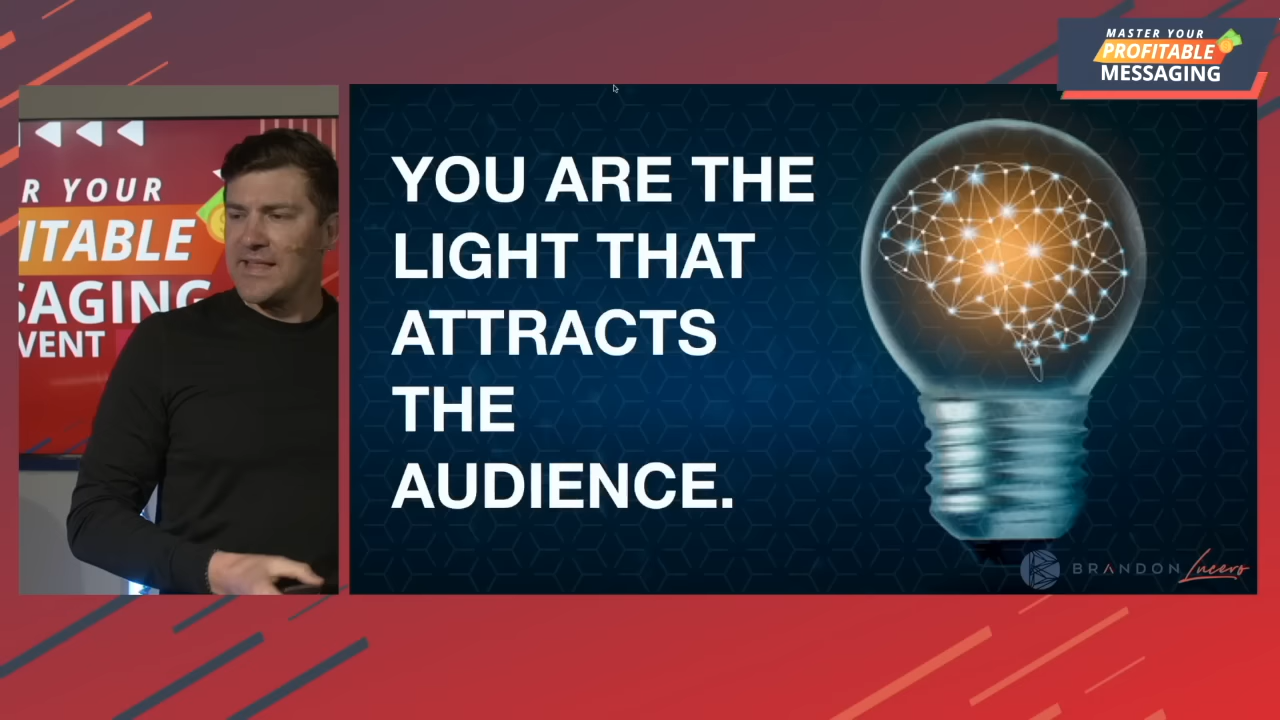 MASTER YOUR
PROFITABLE
MESSAGING
R YOUR
ITABLE
SAGING
VENT
YOU ARE THE
LIGHT THAT
ATTRACTS
THE
AUDIENCE.
BRANDON Lucero